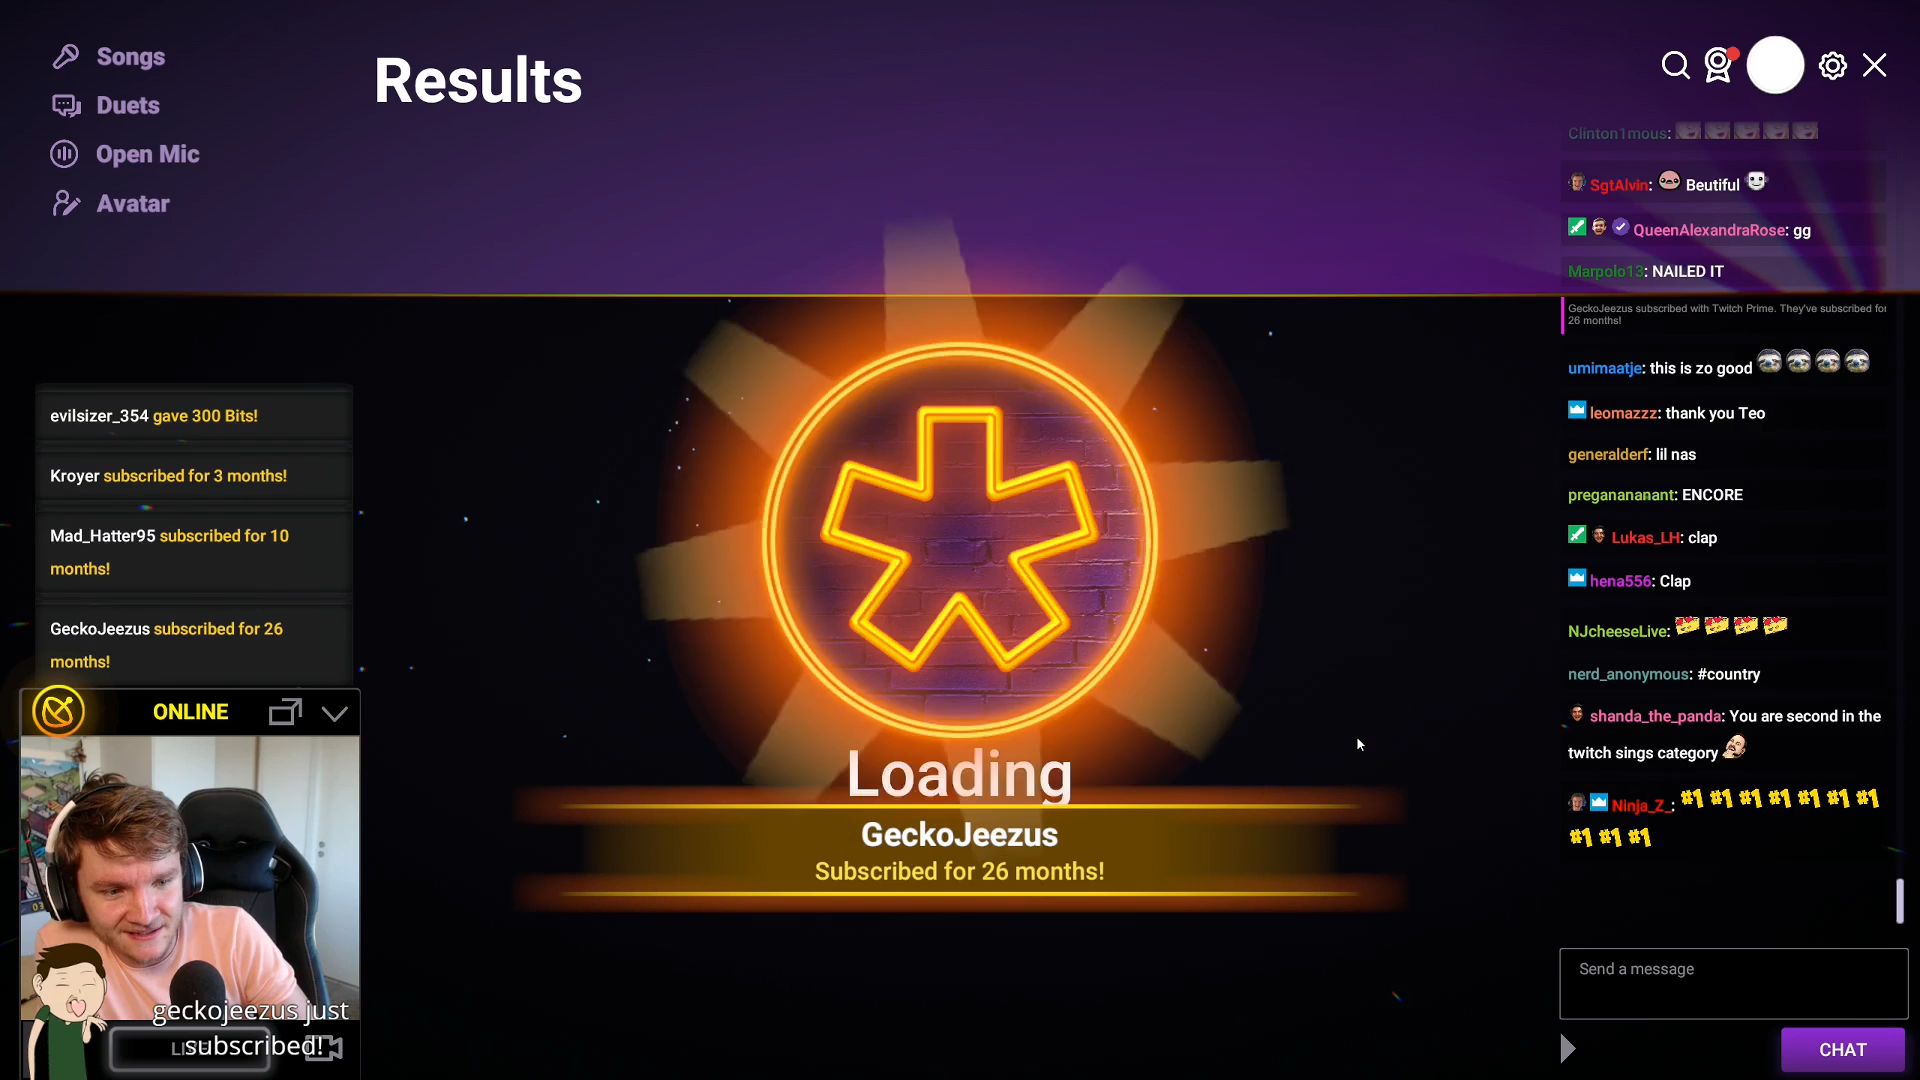 Songs
Duets
Open Mic
Avatar
Results
Clinton1mous:
SgtAlvin: Beutiful
QueenAlexandraRose: gg
Marpolo13: NAILED IT
GeckoJeezus subscribed with Twitch Prime. They've subscribed for
26 months!
umimaatje: this is zo good
leomazzz: thank you Teo
generalderf: lil nas
preganananant: ENCORE
Lukas_LH: clap
hena556: Clap
NJcheeseLive:
nerd_anonymous: #country
shanda_the_panda: You are second in the
twitch sings category
Ninja_Z_: #1 #1 #1 #1 #1 #1 #1
#1 #1 #1
Send a message
CHAT
evilsizer_354 gave 300 Bits!
Kroyer subscribed for 3 months!
Mad_Hatter95 subscribed for 10
months!
GeckoJeezus subscribed for 26
months!
ONLINE
geckojeezus just
subscribed!
Loading
GeckoJeezus
Subscribed for 26 months!